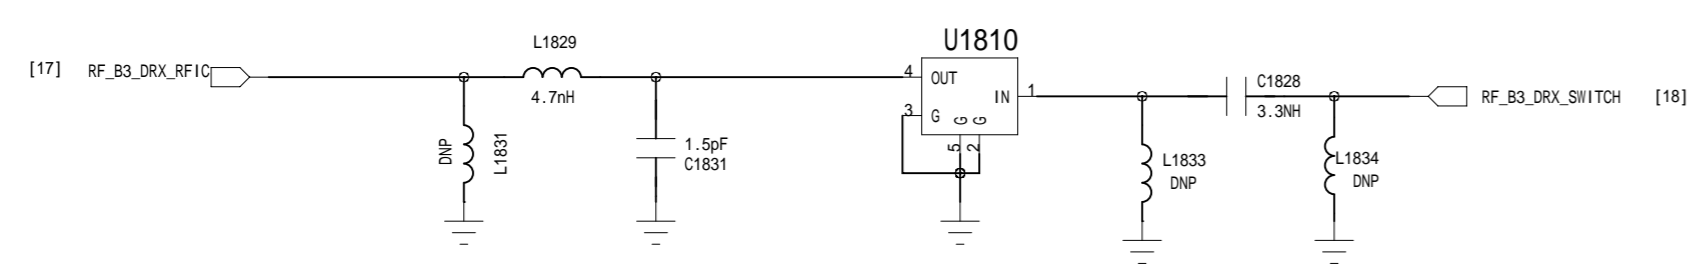 [17]
RF_B3_DRX_RFIC
L1829
4.7nH
DNP
L1831
1.5pF
C1831
U1810
4
OUT
3
G
IN
1
G
G
5
2
C1828
3.3NH
L1833
DNP
L1834
DNP
RF_B3_DRX_SWITCH
[18]